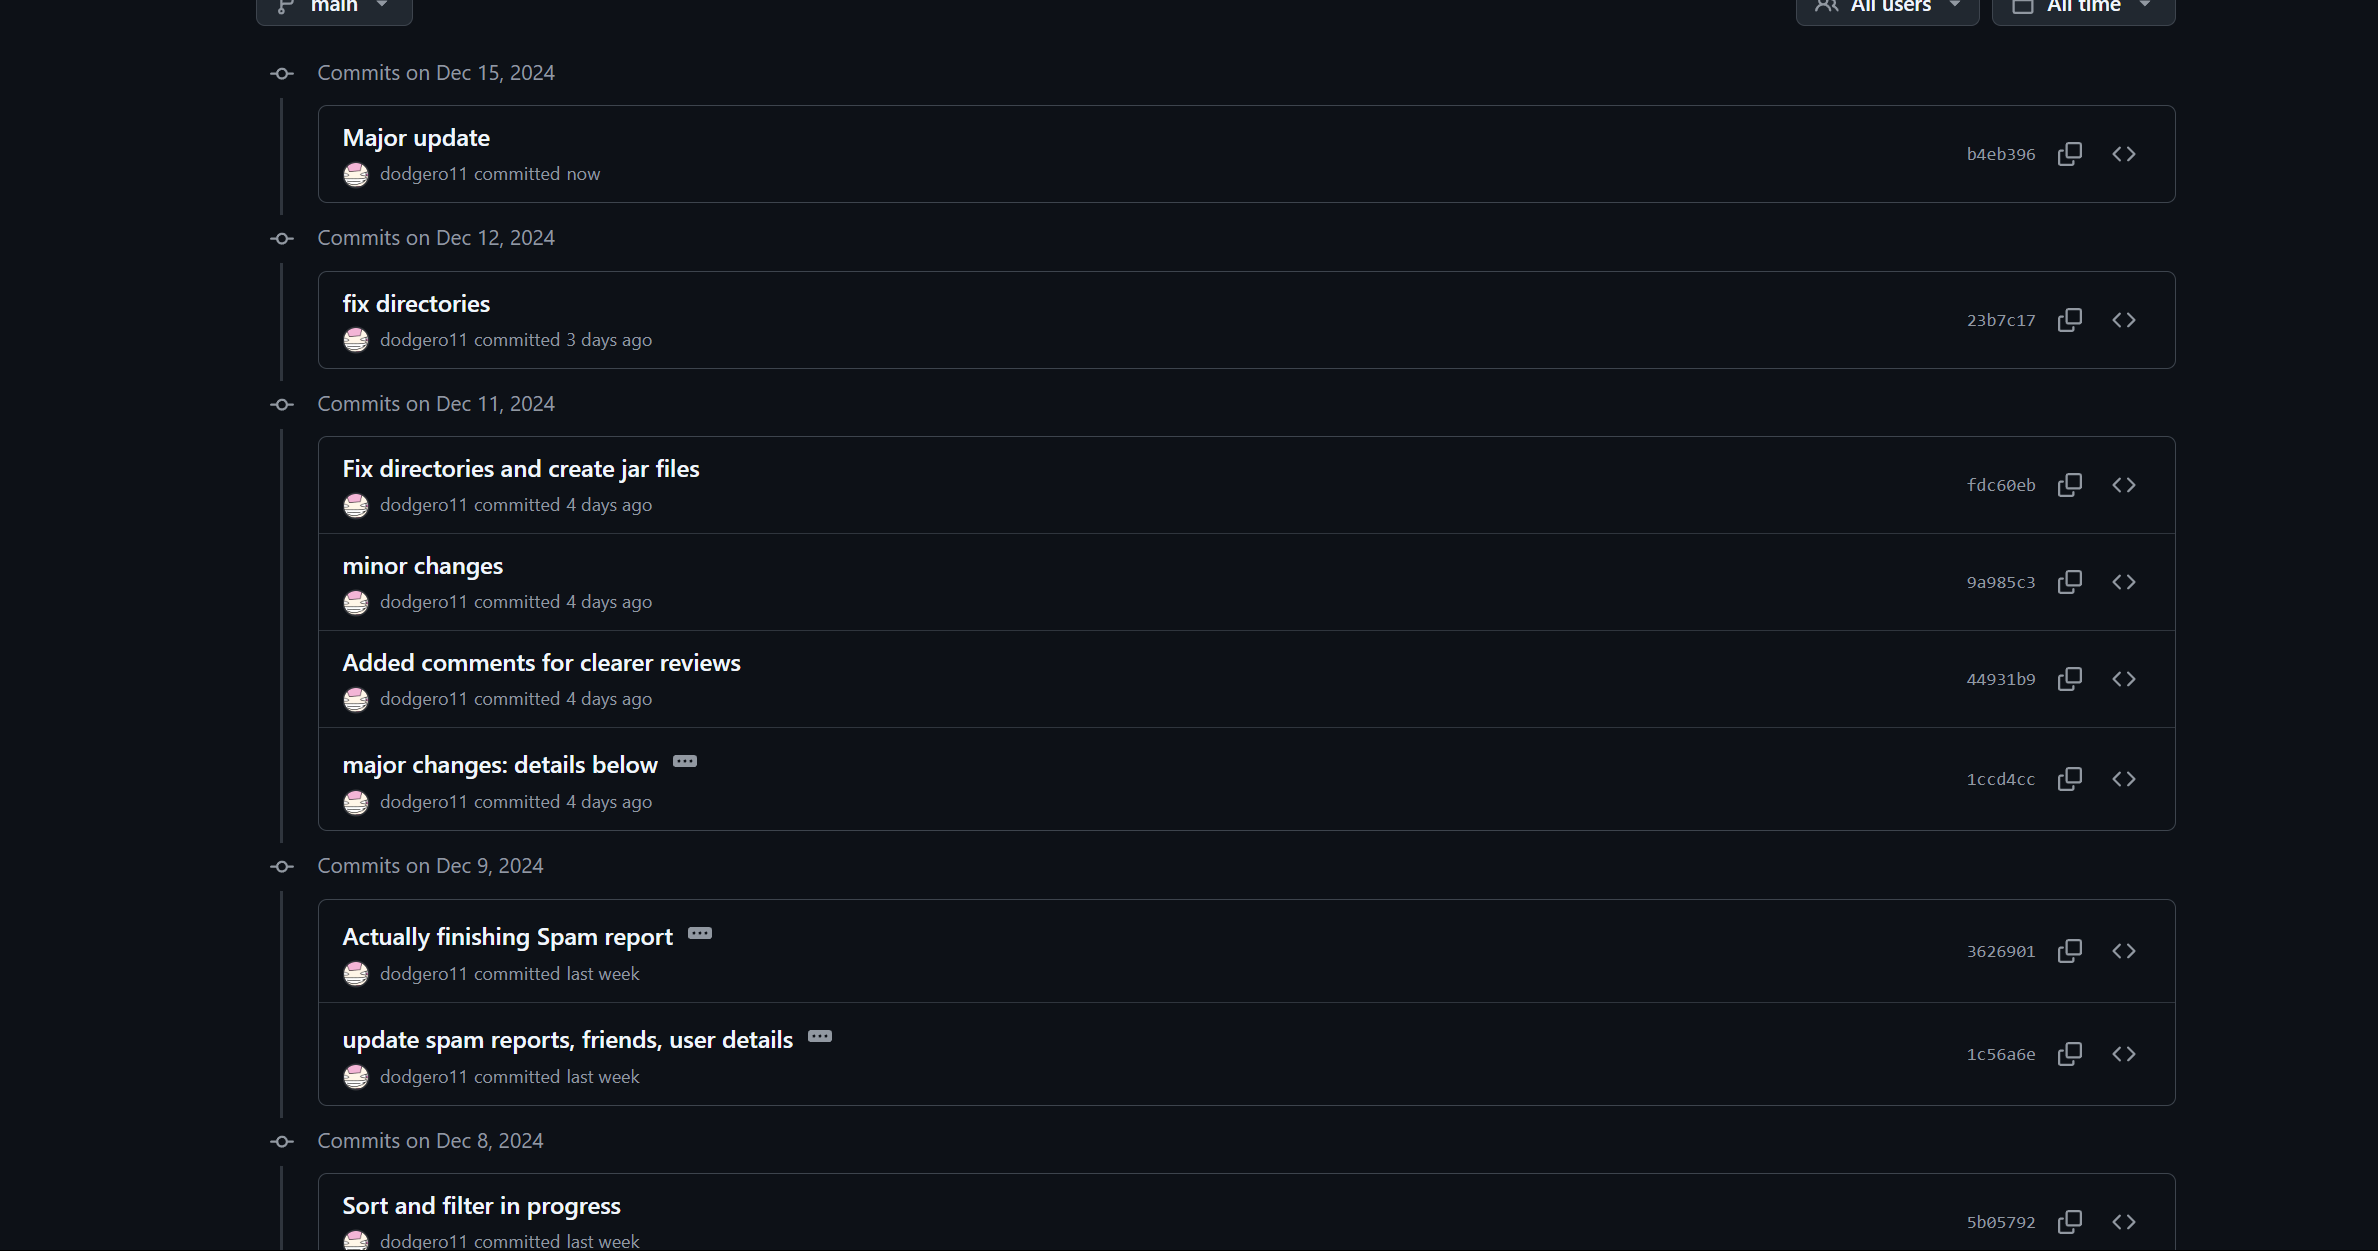 main
All users
All time
Commits on Dec 15, 2024
Major update
dodgero11 committed now
b4eb396
Commits on Dec 12, 2024
fix directories
dodgero11 committed 3 days ago
23b7c17
Commits on Dec 11, 2024
Fix directories and create jar files
dodgero11 committed 4 days ago
fdc60eb
minor changes
dodgero11 committed 4 days ago
9a985c3
Added comments for clearer reviews
dodgero11 committed 4 days ago
44931b9
major changes: details below
dodgero11 committed 4 days ago
1ccd4cc
Commits on Dec 9, 2024
Actually finishing Spam report
dodgero11 committed last week
3626901
update spam reports, friends, user details
dodgero11 committed last week
1c56a6e
Commits on Dec 8, 2024
Sort and filter in progress
dodgero11 committed last week
5b05792